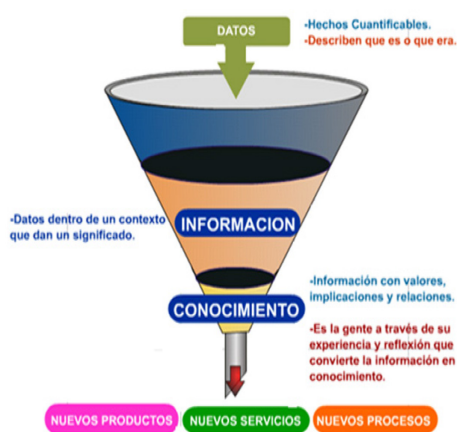 DATOS
-Hechos Cuantificables.
-Describen que es o que era.
-Datos dentro de un contexto
que dan un significado.
INFORMACION
-Información con valores,
implicaciones y relaciones.
CONOCIMIENTO
-Es la gente a través de su
experiencia y reflexión que
convierte la información en
conocimiento.
NUEVOS PRODUCTOS
NUEVOS SERVICIOS
NUEVOS PROCESOS